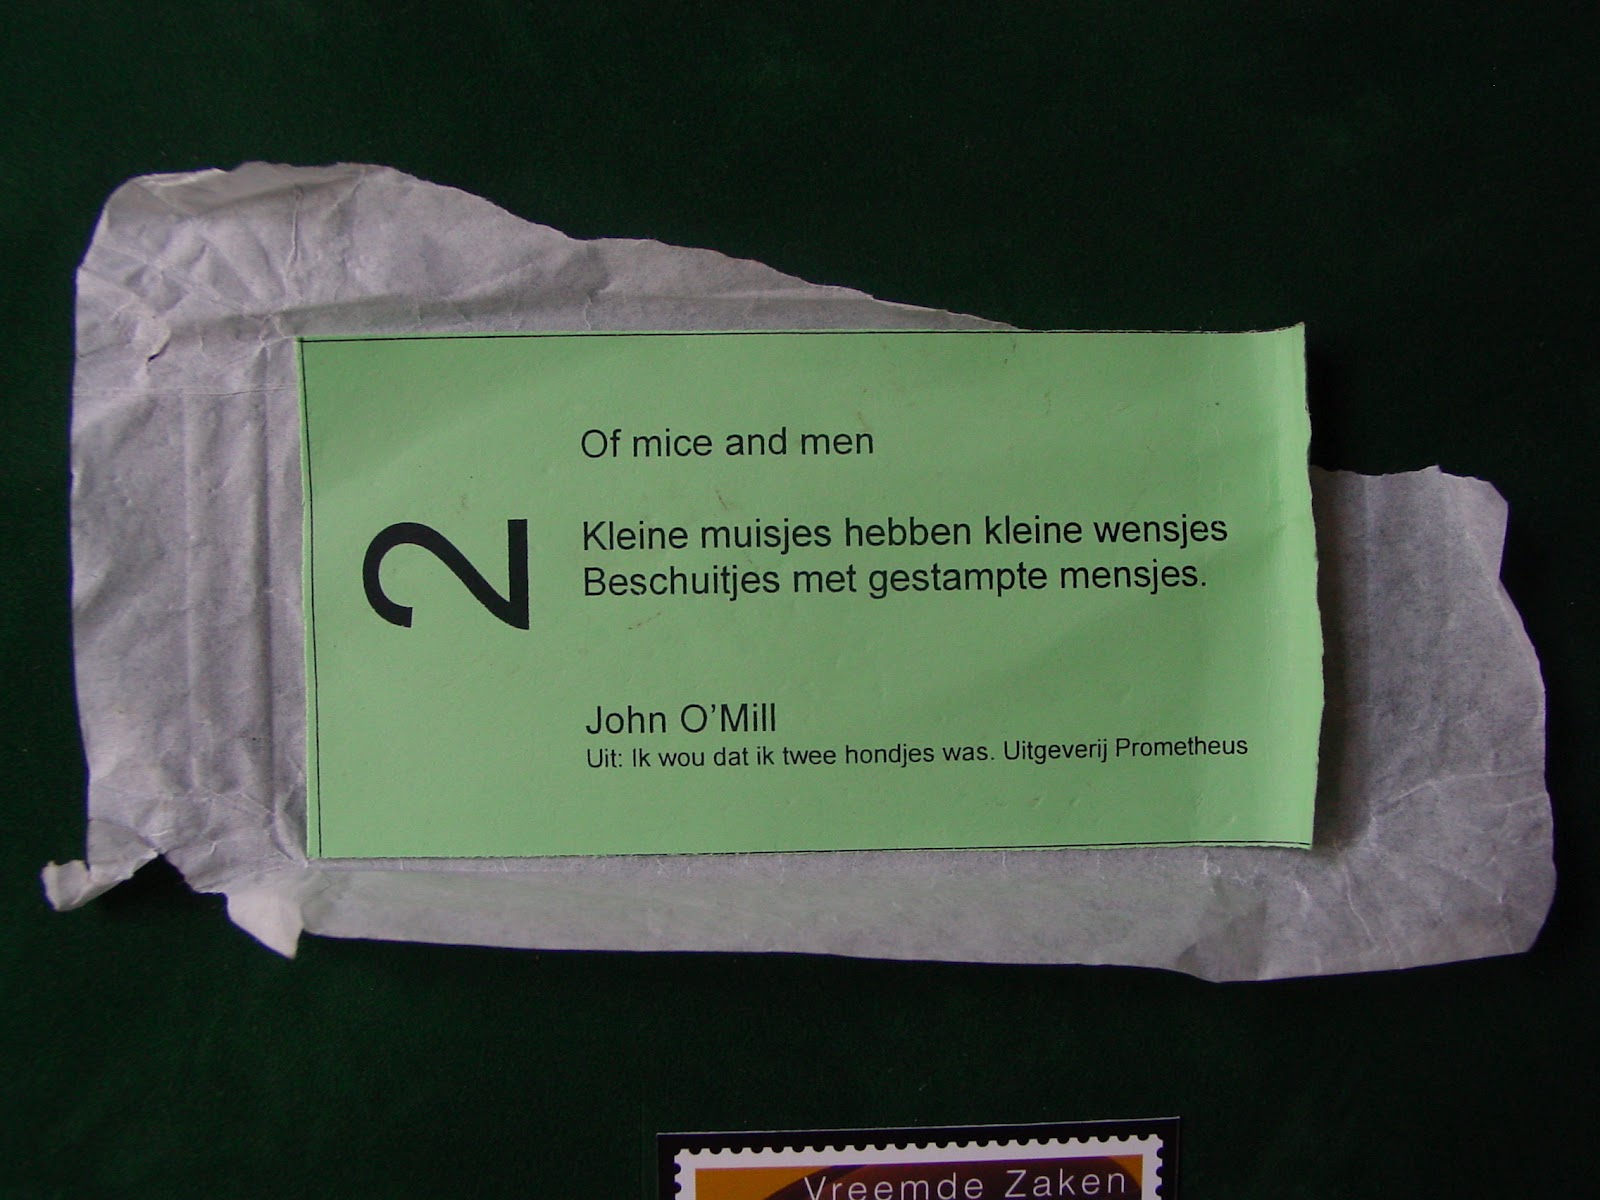 2
Of mice and men
Kleine muisjes hebben kleine wensjes
Beschuitjes met gestampte mensjes.
John O'Mill
Uit: Ik wou dat ik twee hondjes was. Uitgeverij Prometheus
Vreemde Zaken